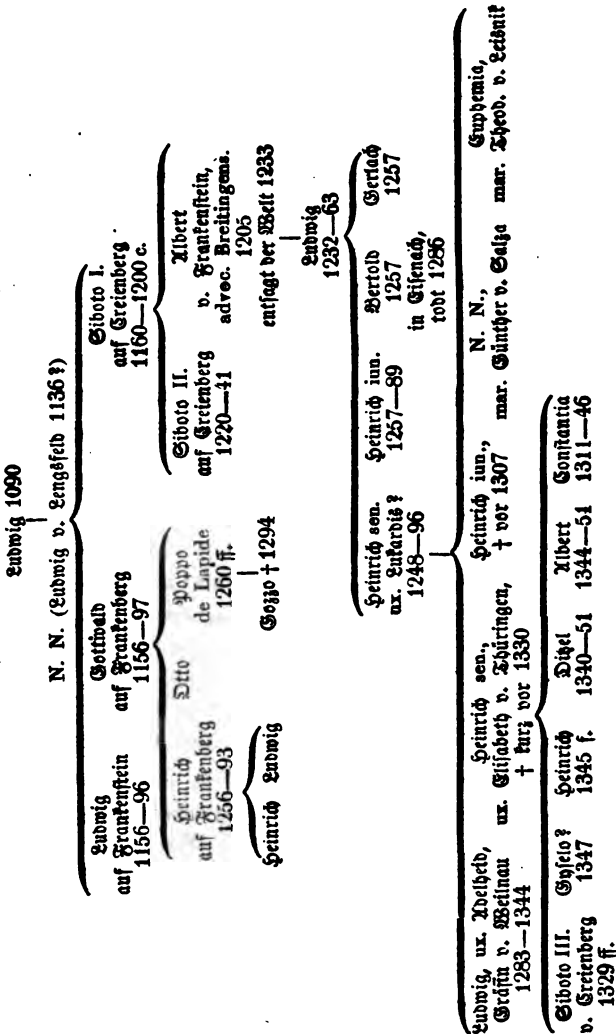 Ludwig 1090
N. N. (Ludwig v. Lengsfeld 1136?)
Ludwig
auf Frankenstein
1156—96
Gottwald
auf Frankenberg
1156—97
Siboto I.
auf Greienberg
1160—1200 c.
Heinrich
auf Frankenberg
1256—93
Otto
Poppo
de Lapide
1260 ff.
Siboto II.
auf Greienberg
1220—41
Albert
v. Frankenstein,
advoc. Breitingens.
1205
entsagt der Welt 1233
Heinrich Ludwig
Gozzo † 1294
Ludwig
1232—63
Heinrich sen.
ux. Lukardis?
1248—96
Heinrich iun.
1257—89
Bertold
1257
in Eisenach,
todt 1286
Gerlach
1257
Ludwig, ux. Adelheid,
Gräfin v. Weilnau
1283—1344
Heinrich sen.,
ux. Elisabeth v. Thüringen,
† kurz vor 1330
Heinrich iun.,
† vor 1307
N. N.,
mar. Günther v. Salza
Euphemia,
mar. Theod. v. Leisnik
Siboto III.
v. Greienberg
1329 ff.
Gyselo?
1347
Heinrich
1345 f.
Ditzel
1340—51
Albert
1344—51
Constantia
1311—46